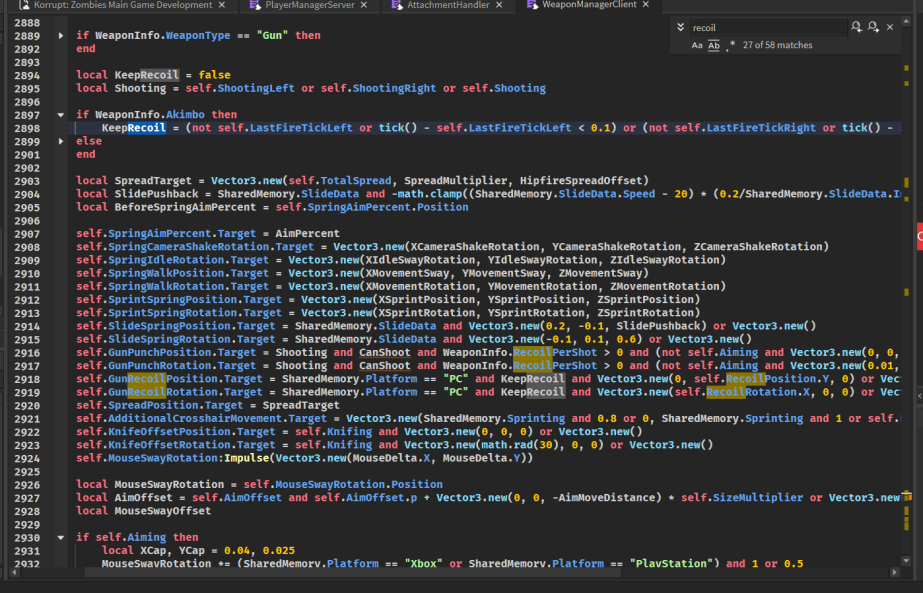 Korrupt: Zombies Main Game Development ×
PlayerManagerServer ×
AttachmentHandler ×
WeaponManagerClient ×
recoil
Aa Ab .* 27 of 58 matches
2888
2889 if WeaponInfo.WeaponType == "Gun" then
2892 end
2893
2894 local KeepRecoil = false
2895 local Shooting = self.ShootingLeft or self.ShootingRight or self.Shooting
2896
2897 if WeaponInfo.Akimbo then
2898 KeepRecoil = (not self.LastFireTickLeft or tick() - self.LastFireTickLeft < 0.1) or (not self.LastFireTickRight or tick() -
2899 else
2901 end
2902
2903 local SpreadTarget = Vector3.new(self.TotalSpread, SpreadMultiplier, HipfireSpreadOffset)
2904 local SlidePushback = SharedMemory.SlideData and -math.clamp((SharedMemory.SlideData.Speed - 20) * (0.2/SharedMemory.SlideData.I
2905 local BeforeSpringAimPercent = self.SpringAimPercent.Position
2906
2907 self.SpringAimPercent.Target = AimPercent
2908 self.SpringCameraShakeRotation.Target = Vector3.new(XCameraShakeRotation, YCameraShakeRotation, ZCameraShakeRotation)
2909 self.SpringIdleRotation.Target = Vector3.new(XIdleSwayRotation, YIdleSwayRotation, ZIdleSwayRotation)
2910 self.SpringWalkPosition.Target = Vector3.new(XMovementSway, YMovementSway, ZMovementSway)
2911 self.SpringWalkRotation.Target = Vector3.new(XMovementRotation, YMovementRotation, ZMovementRotation)
2912 self.SprintSpringPosition.Target = Vector3.new(XSprintPosition, YSprintPosition, ZSprintPosition)
2913 self.SprintSpringRotation.Target = Vector3.new(XSprintRotation, YSprintRotation, ZSprintRotation)
2914 self.SlideSpringPosition.Target = SharedMemory.SlideData and Vector3.new(0.2, -0.1, SlidePushback) or Vector3.new()
2915 self.SlideSpringRotation.Target = SharedMemory.SlideData and Vector3.new(-0.1, 0.1, 0.6) or Vector3.new()
2916 self.GunPunchPosition.Target = Shooting and CanShoot and WeaponInfo.RecoilPerShot > 0 and (not self.Aiming and Vector3.new(0, 0,
2917 self.GunPunchRotation.Target = Shooting and CanShoot and WeaponInfo.RecoilPerShot > 0 and (not self.Aiming and Vector3.new(0.01,
2918 self.GunRecoilPosition.Target = SharedMemory.Platform == "PC" and KeepRecoil and Vector3.new(0, self.RecoilPosition.Y, 0) or Vec
2919 self.GunRecoilRotation.Target = SharedMemory.Platform == "PC" and KeepRecoil and Vector3.new(self.RecoilRotation.X, 0, 0) or Vec
2920 self.SpreadPosition.Target = SpreadTarget
2921 self.AdditionalCrosshairMovement.Target = Vector3.new(SharedMemory.Sprinting and 0.8 or 0, SharedMemory.Sprinting and 1 or self.
2922 self.KnifeOffsetPosition.Target = self.Knifing and Vector3.new(0, 0, 0) or Vector3.new()
2923 self.KnifeOffsetRotation.Target = self.Knifing and Vector3.new(math.rad(30), 0, 0) or Vector3.new()
2924 self.MouseSwayRotation:Impulse(Vector3.new(MouseDelta.X, MouseDelta.Y))
2925
2926 local MouseSwayRotation = self.MouseSwayRotation.Position
2927 local AimOffset = self.AimOffset and self.AimOffset.p + Vector3.new(0, 0, -AimMoveDistance) * self.SizeMultiplier or Vector3.new
2928 local MouseSwayOffset
2929
2930 if self.Aiming then
2931 local XCap, YCap = 0.04, 0.025
2932 MouseSwayRotation *= (SharedMemory.Platform == "Xbox" or SharedMemory.Platform == "PlayStation") and 1 or 0.5